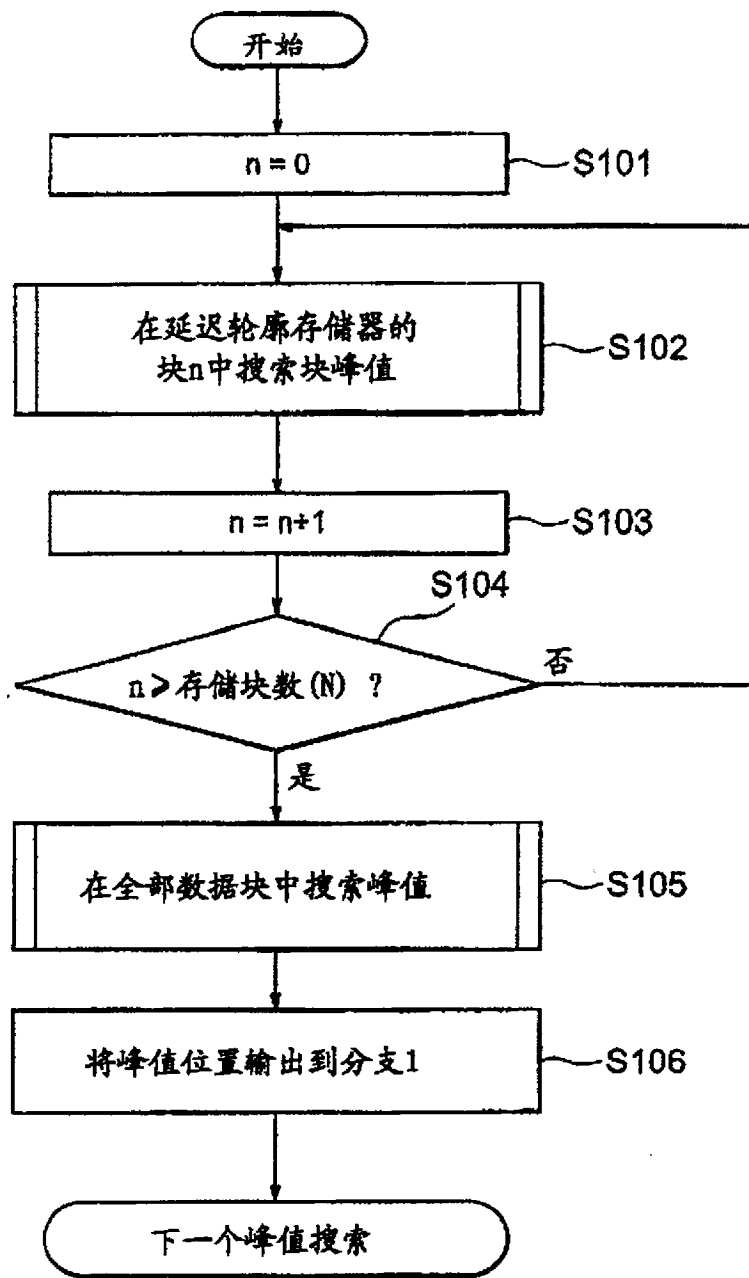 开始
n = 0
S101
在延迟轮廓存储器的
块n中搜索块峰值
S102
n = n+1
S103
S104
n≥存储块数(N) ?
否
是
在全部数据块中搜索峰值
S105
将峰值位置输出到分支1
S106
下一个峰值搜索